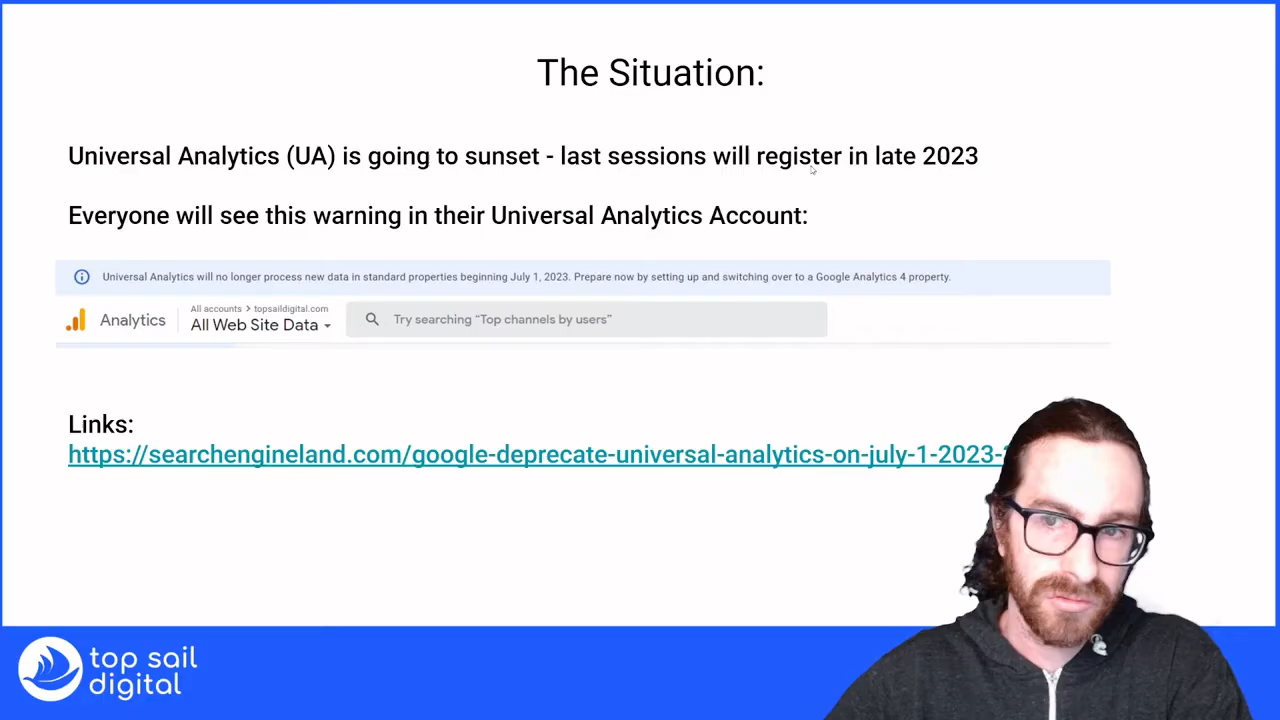 The Situation:
Universal Analytics (UA) is going to sunset - last sessions will register in late 2023
Everyone will see this warning in their Universal Analytics Account:
Universal Analytics will no longer process new data in standard properties beginning July 1, 2023. Prepare now by setting up and switching over to a Google Analytics 4 property.
Analytics
All accounts > topsaildigital.com
All Web Site Data
Try searching “Top channels by users”
Links:
https://searchengineland.com/google-deprecate-universal-analytics-on-july-1-2023-
top sail
digital